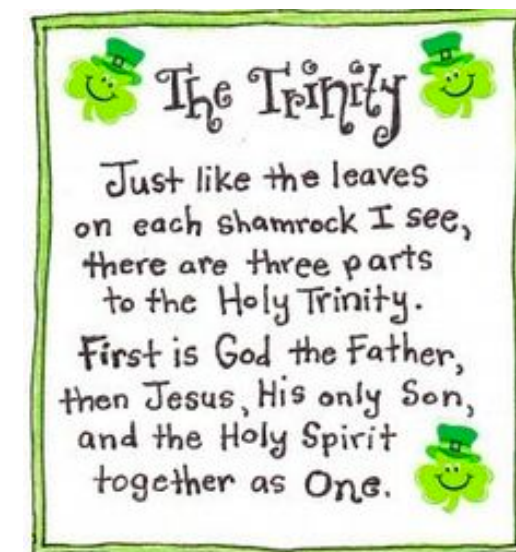 The Trinity
Just like the leaves
on each shamrock I see,
there are three parts
to the Holy Trinity.
First is God the Father,
then Jesus, His only Son,
and the Holy Spirit
together as One.